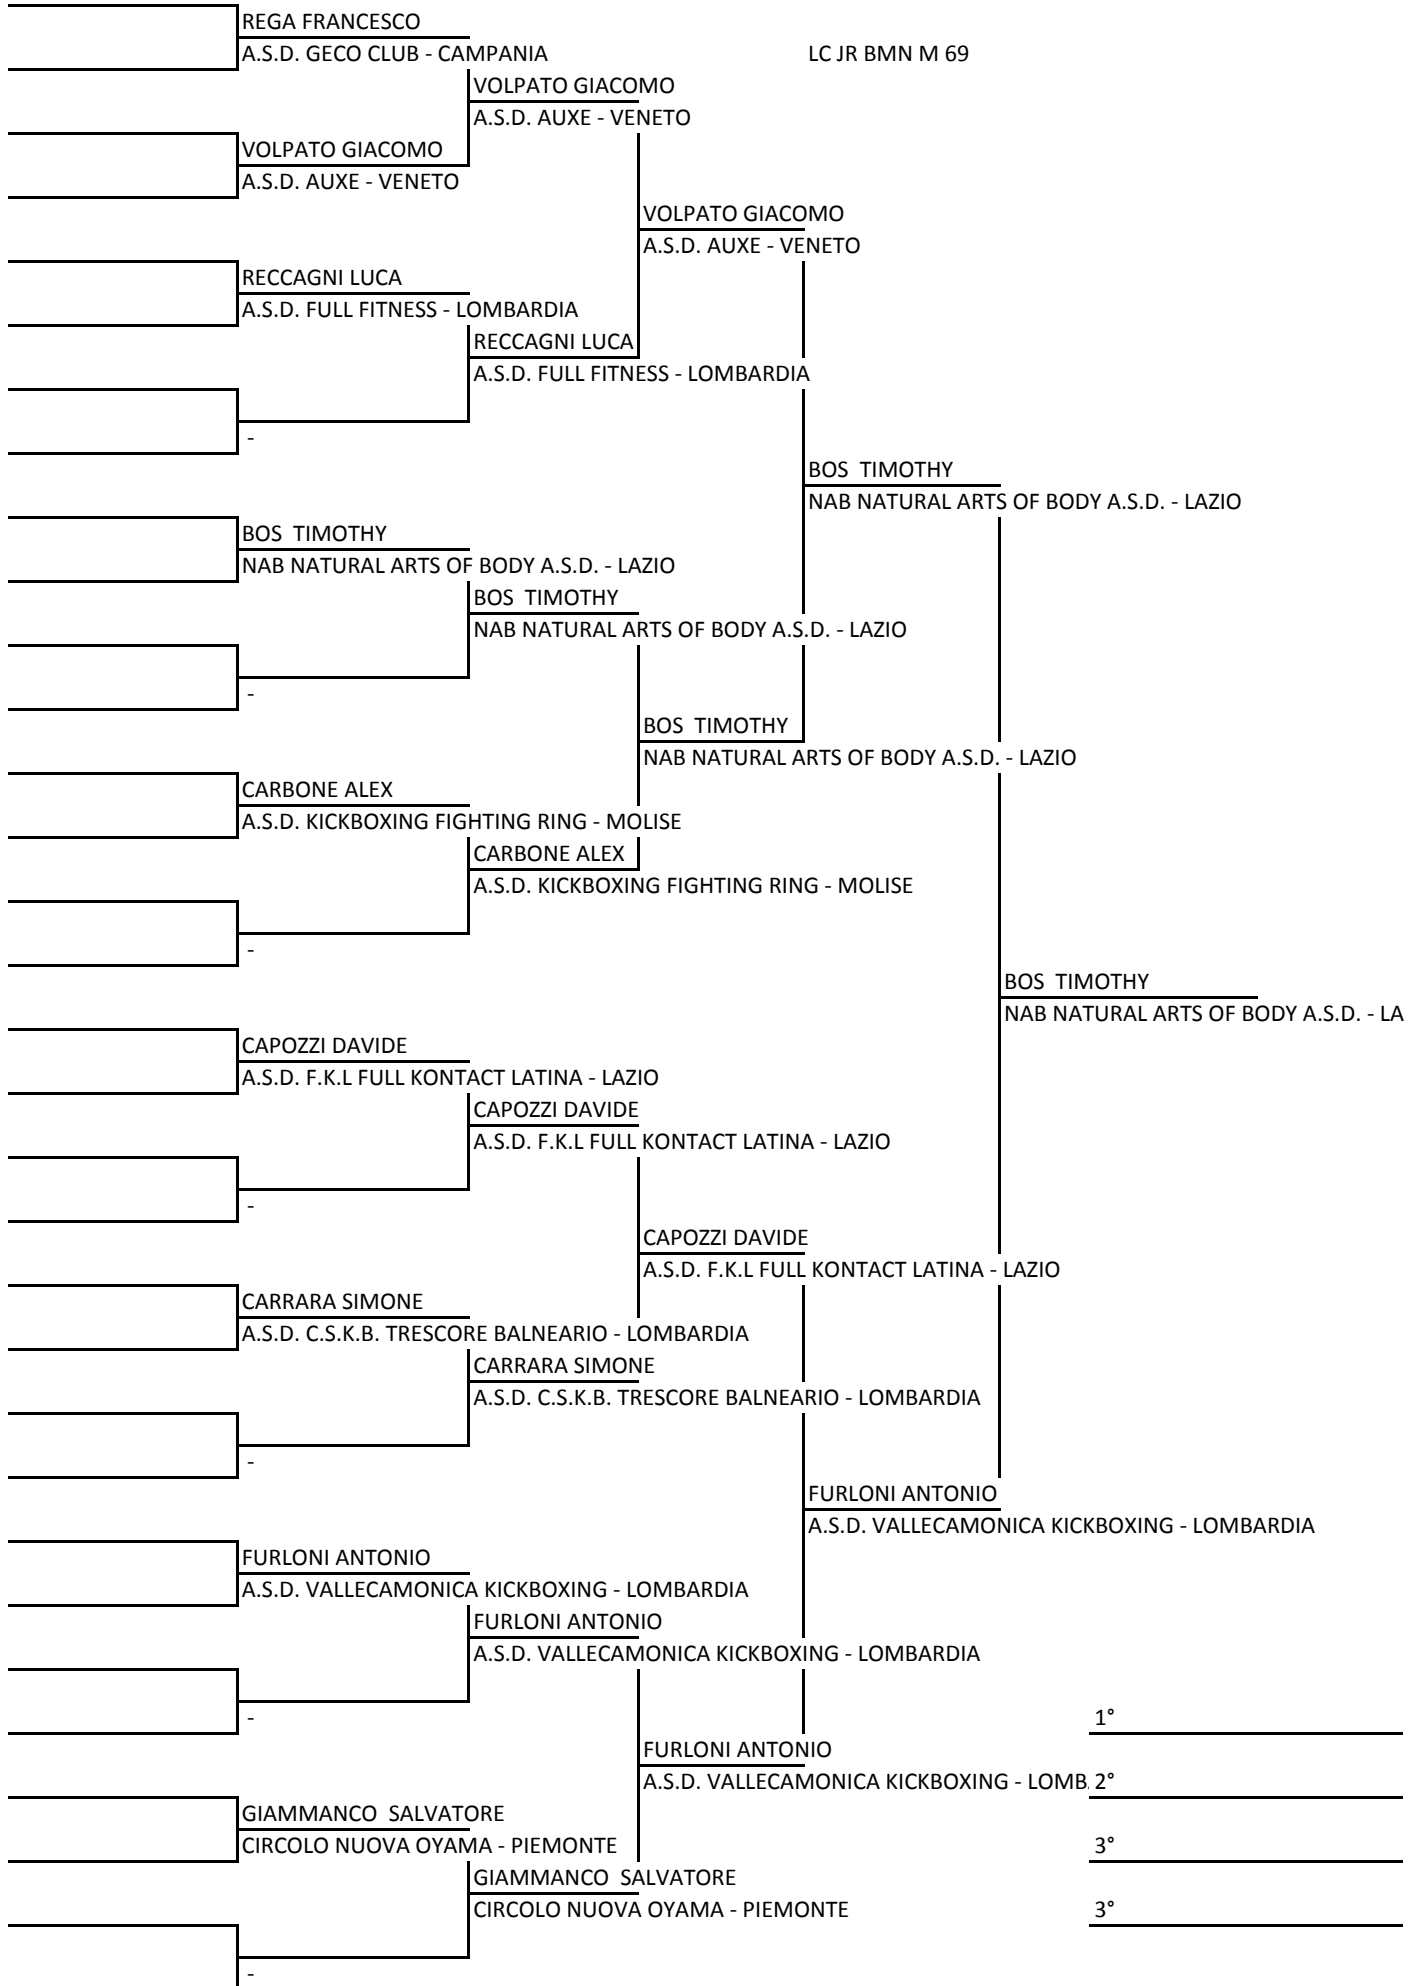 REGA FRANCESCO
A.S.D. GECO CLUB - CAMPANIA
LC JR BMN M 69
VOLPATO GIACOMO
A.S.D. AUXE - VENETO
VOLPATO GIACOMO
A.S.D. AUXE - VENETO
VOLPATO GIACOMO
A.S.D. AUXE - VENETO
RECCAGNI LUCA
A.S.D. FULL FITNESS - LOMBARDIA
RECCAGNI LUCA
A.S.D. FULL FITNESS - LOMBARDIA
-
BOS  TIMOTHY
NAB NATURAL ARTS OF BODY A.S.D. - LAZIO
BOS  TIMOTHY
NAB NATURAL ARTS OF BODY A.S.D. - LAZIO
BOS  TIMOTHY
NAB NATURAL ARTS OF BODY A.S.D. - LAZIO
-
BOS  TIMOTHY
NAB NATURAL ARTS OF BODY A.S.D. - LAZIO
CARBONE ALEX
A.S.D. KICKBOXING FIGHTING RING - MOLISE
CARBONE ALEX
A.S.D. KICKBOXING FIGHTING RING - MOLISE
-
BOS  TIMOTHY
NAB NATURAL ARTS OF BODY A.S.D. - LA
CAPOZZI DAVIDE
A.S.D. F.K.L FULL KONTACT LATINA - LAZIO
CAPOZZI DAVIDE
A.S.D. F.K.L FULL KONTACT LATINA - LAZIO
-
CAPOZZI DAVIDE
A.S.D. F.K.L FULL KONTACT LATINA - LAZIO
CARRARA SIMONE
A.S.D. C.S.K.B. TRESCORE BALNEARIO - LOMBARDIA
CARRARA SIMONE
A.S.D. C.S.K.B. TRESCORE BALNEARIO - LOMBARDIA
-
FURLONI ANTONIO
A.S.D. VALLECAMONICA KICKBOXING - LOMBARDIA
FURLONI ANTONIO
A.S.D. VALLECAMONICA KICKBOXING - LOMBARDIA
FURLONI ANTONIO
A.S.D. VALLECAMONICA KICKBOXING - LOMBARDIA
-
1°
FURLONI ANTONIO
A.S.D. VALLECAMONICA KICKBOXING - LOMB
2°
GIAMMANCO  SALVATORE
CIRCOLO NUOVA OYAMA - PIEMONTE
3°
GIAMMANCO  SALVATORE
CIRCOLO NUOVA OYAMA - PIEMONTE
3°
-